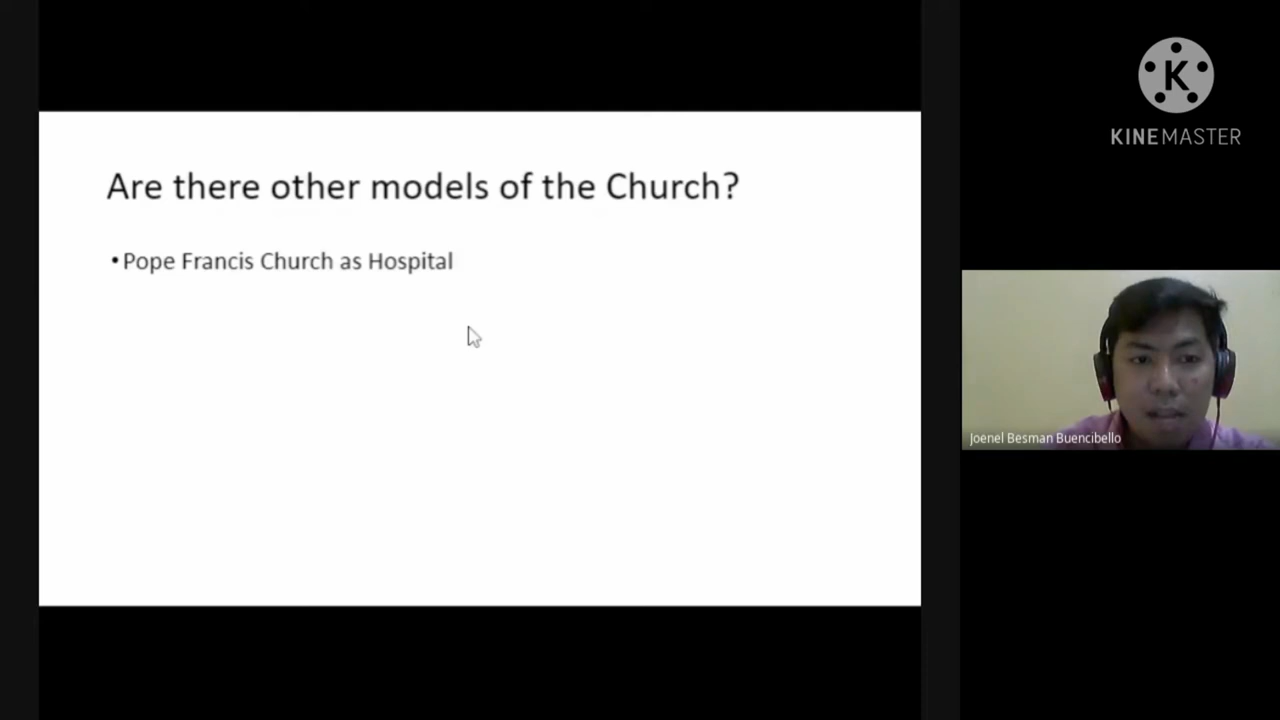 Are there other models of the Church?
•Pope Francis Church as Hospital
K
KINEMASTER
Joenel Besman Buencibello